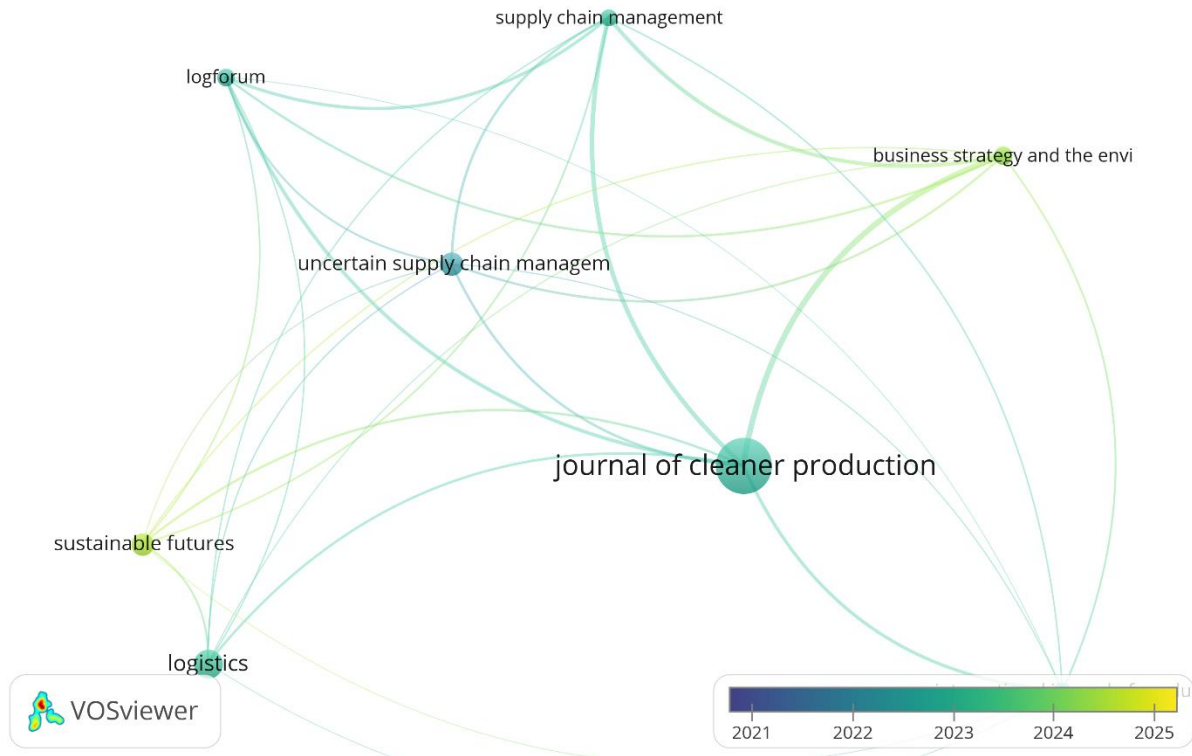 supply chain management
logforum
business strategy and the envi
uncertain supply chain managem
journal of cleaner production
sustainable futures
logistics
VOSviewer
2021 2022 2023 2024 2025